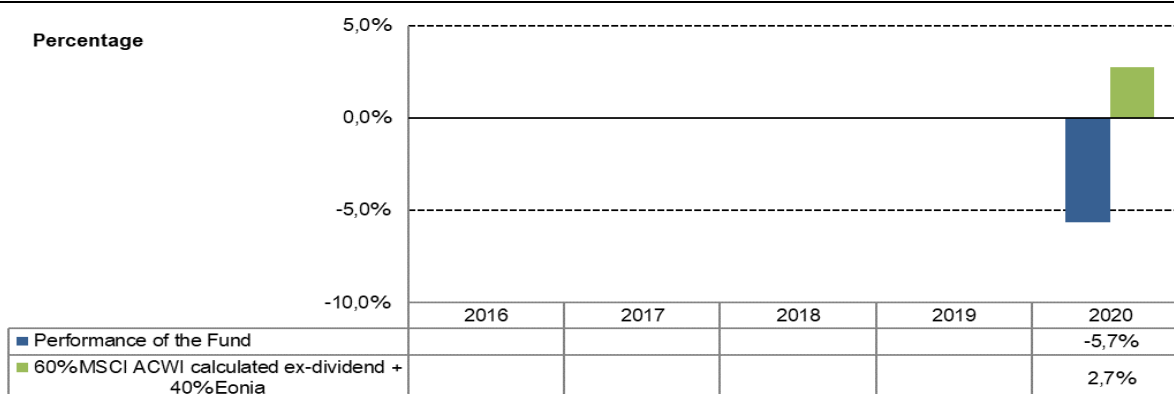 Percentage
5,0%
0,0%
-5,0%
-10,0%
2016 2017 2018 2019 2020
Performance of the Fund -5,7%
60%MSCI ACWI calculated ex-dividend +
40%Eonia 2,7%